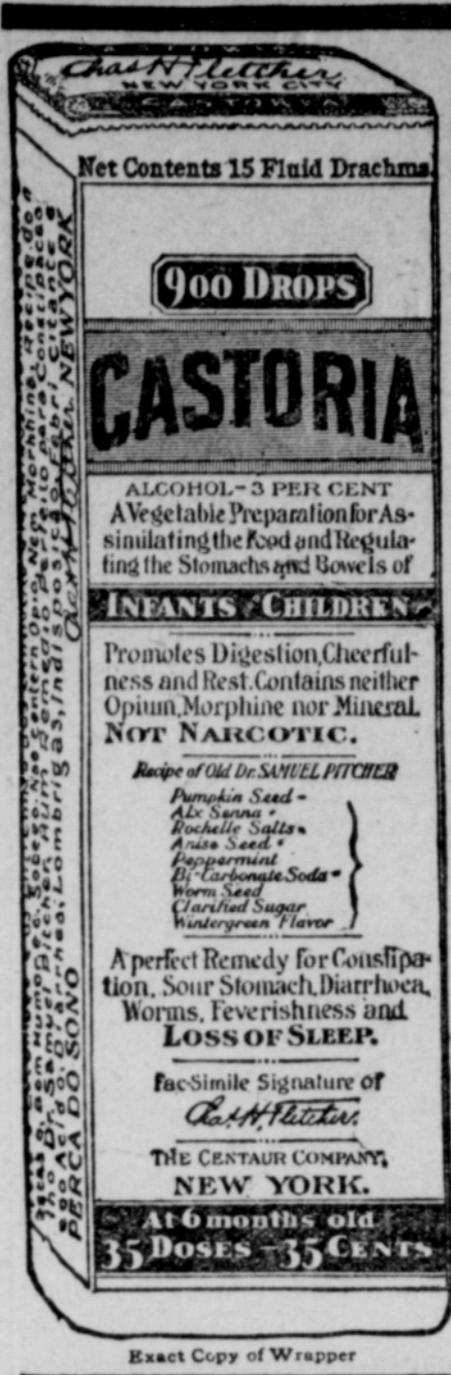 Chas H Fletcher
NEW YORK CITY
CASTORIA
Net Contents 15 Fluid Drachms
900 DROPS
CASTORIA
ALCOHOL-3 PER CENT
A Vegetable Preparation for As-
similating the Food and Regula-
ting the Stomachs and Bowels of
INFANTS CHILDREN
Promotes Digestion, Cheerful-
ness and Rest. Contains neither
Opium, Morphine nor Mineral.
NOT NARCOTIC.
Recipe of Old Dr. SAMUEL PITCHER
Pumpkin Seed -
Alx Senna
Rochelle Salts
Anise Seed
Peppermint
Bi-Carbonate Soda
Worm Seed
Clarified Sugar
Wintergreen Flavor
A perfect Remedy for Constipa-
tion, Sour Stomach, Diarrhoea,
Worms, Feverishness and
LOSS OF SLEEP.
Fac-Simile Signature of
Chas H Fletcher.
THE CENTAUR COMPANY,
NEW YORK.
At 6 months old
35 DOSES - 35 CENTS
NEW YORK
PERCA DO SONO
Exact Copy of Wrapper